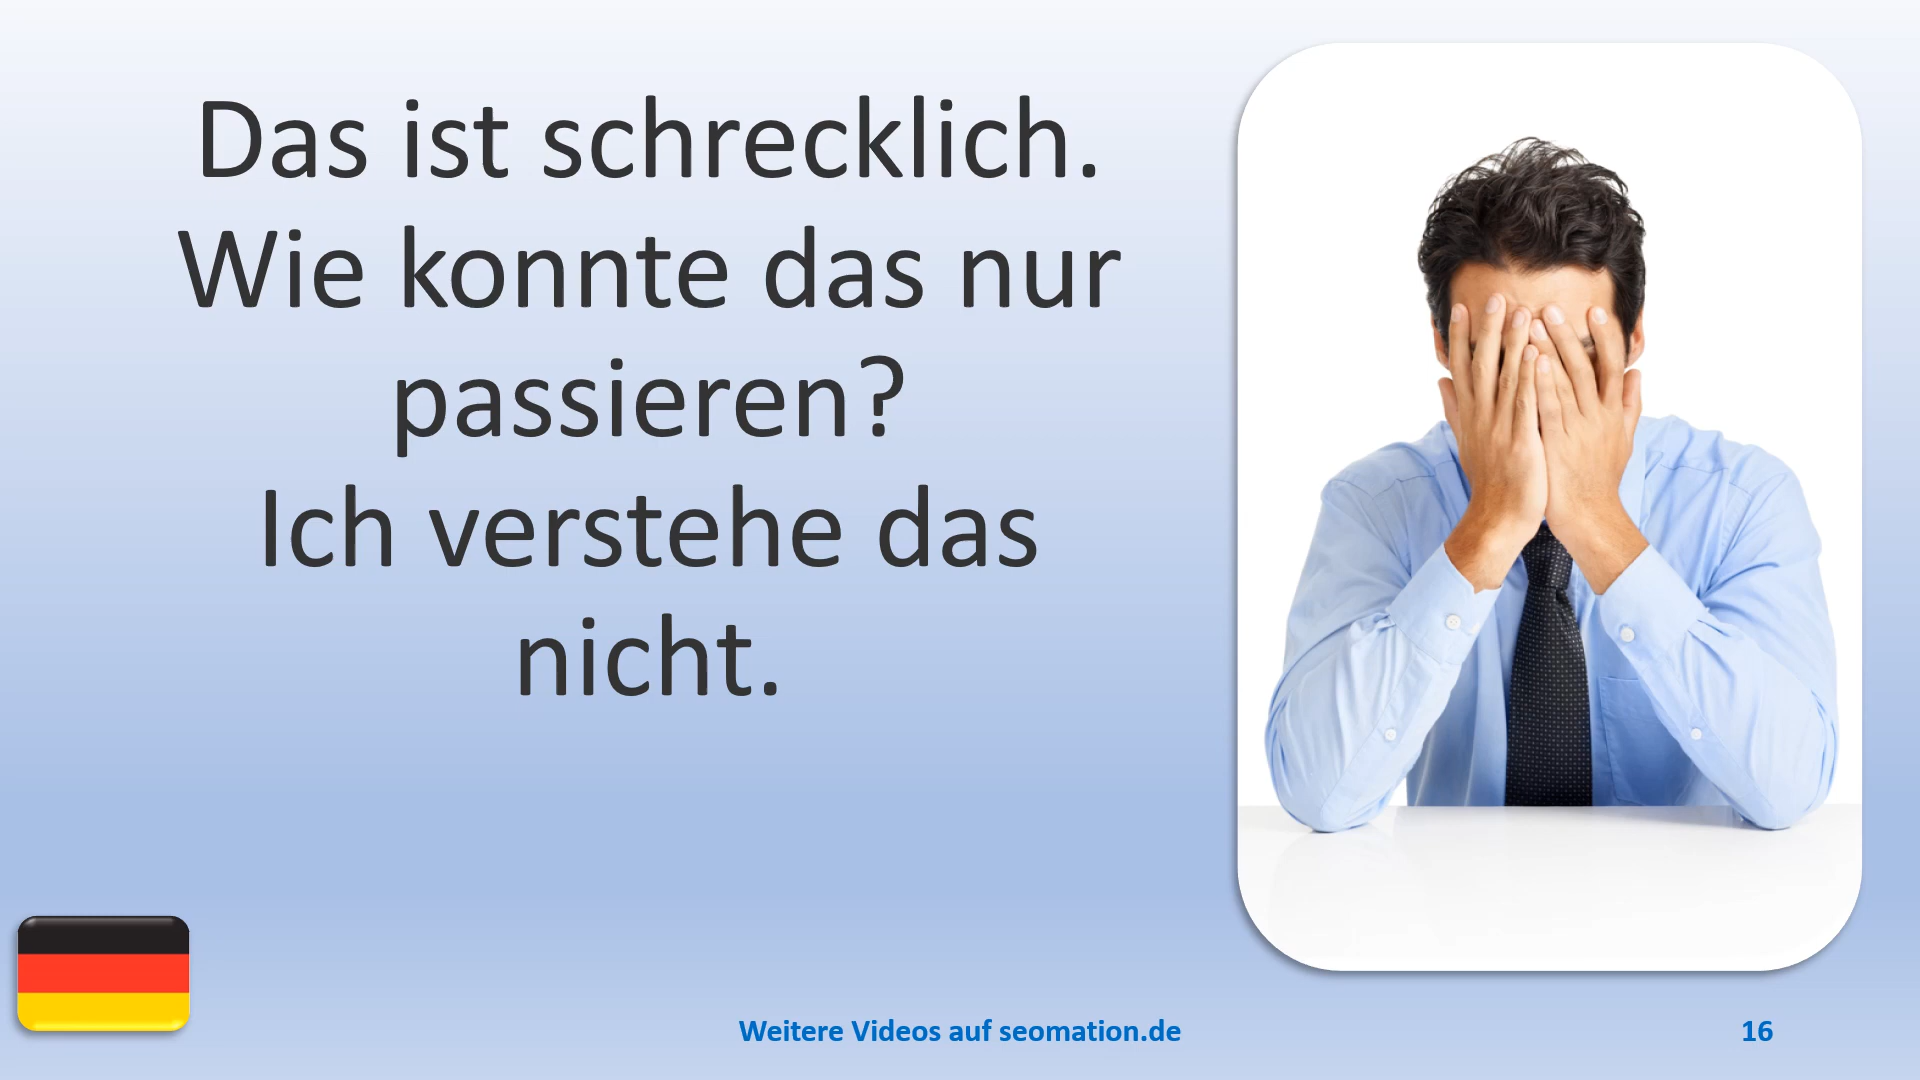 Das ist schrecklich.
Wie konnte das nur
passieren?
Ich verstehe das
nicht.
Weitere Videos auf seomation.de
16